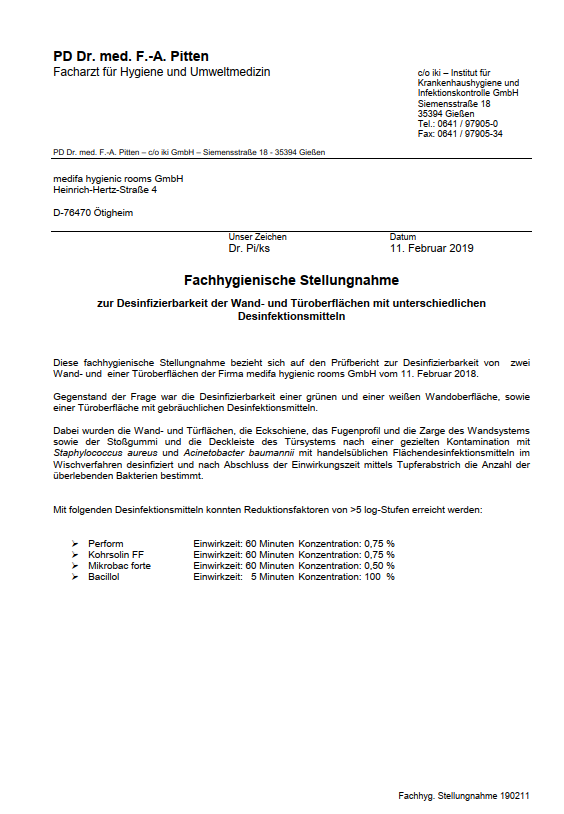 PD Dr. med. F.-A. Pitten
Facharzt für Hygiene und Umweltmedizin
c/o iki – Institut für
Krankenhaushygiene und
Infektionskontrolle GmbH
Siemensstraße 18
35394 Gießen
Tel.: 0641 / 97905-0
Fax: 0641 / 97905-34
PD Dr. med. F.-A. Pitten – c/o iki GmbH – Siemensstraße 18 - 35394 Gießen
medifa hygienic rooms GmbH
Heinrich-Hertz-Straße 4
D-76470 Ötigheim
Unser Zeichen Datum
Dr. Pi/ks 11. Februar 2019
Fachhygienische Stellungnahme
zur Desinfizierbarkeit der Wand- und Türoberflächen mit unterschiedlichen
Desinfektionsmitteln
Diese fachhygienische Stellungnahme bezieht sich auf den Prüfbericht zur Desinfizierbarkeit von zwei
Wand- und einer Türoberflächen der Firma medifa hygienic rooms GmbH vom 11. Februar 2018.
Gegenstand der Frage war die Desinfizierbarkeit einer grünen und einer weißen Wandoberfläche, sowie
einer Türoberfläche mit gebräuchlichen Desinfektionsmitteln.
Dabei wurden die Wand- und Türflächen, die Eckschiene, das Fugenprofil und die Zarge des Wandsystems
sowie der Stoßgummi und die Deckleiste des Türsystems nach einer gezielten Kontamination mit
Staphylococcus aureus und Acinetobacter baumannii mit handelsüblichen Flächendesinfektionsmitteln im
Wischverfahren desinfiziert und nach Abschluss der Einwirkungszeit mittels Tupferabstrich die Anzahl der
überlebenden Bakterien bestimmt.
Mit folgenden Desinfektionsmitteln konnten Reduktionsfaktoren von >5 log-Stufen erreicht werden:
➢ Perform Einwirkzeit: 60 Minuten Konzentration: 0,75 %
➢ Kohrsolin FF Einwirkzeit: 60 Minuten Konzentration: 0,75 %
➢ Mikrobac forte Einwirkzeit: 60 Minuten Konzentration: 0,50 %
➢ Bacillol Einwirkzeit: 5 Minuten Konzentration: 100 %
Fachhyg. Stellungnahme 190211